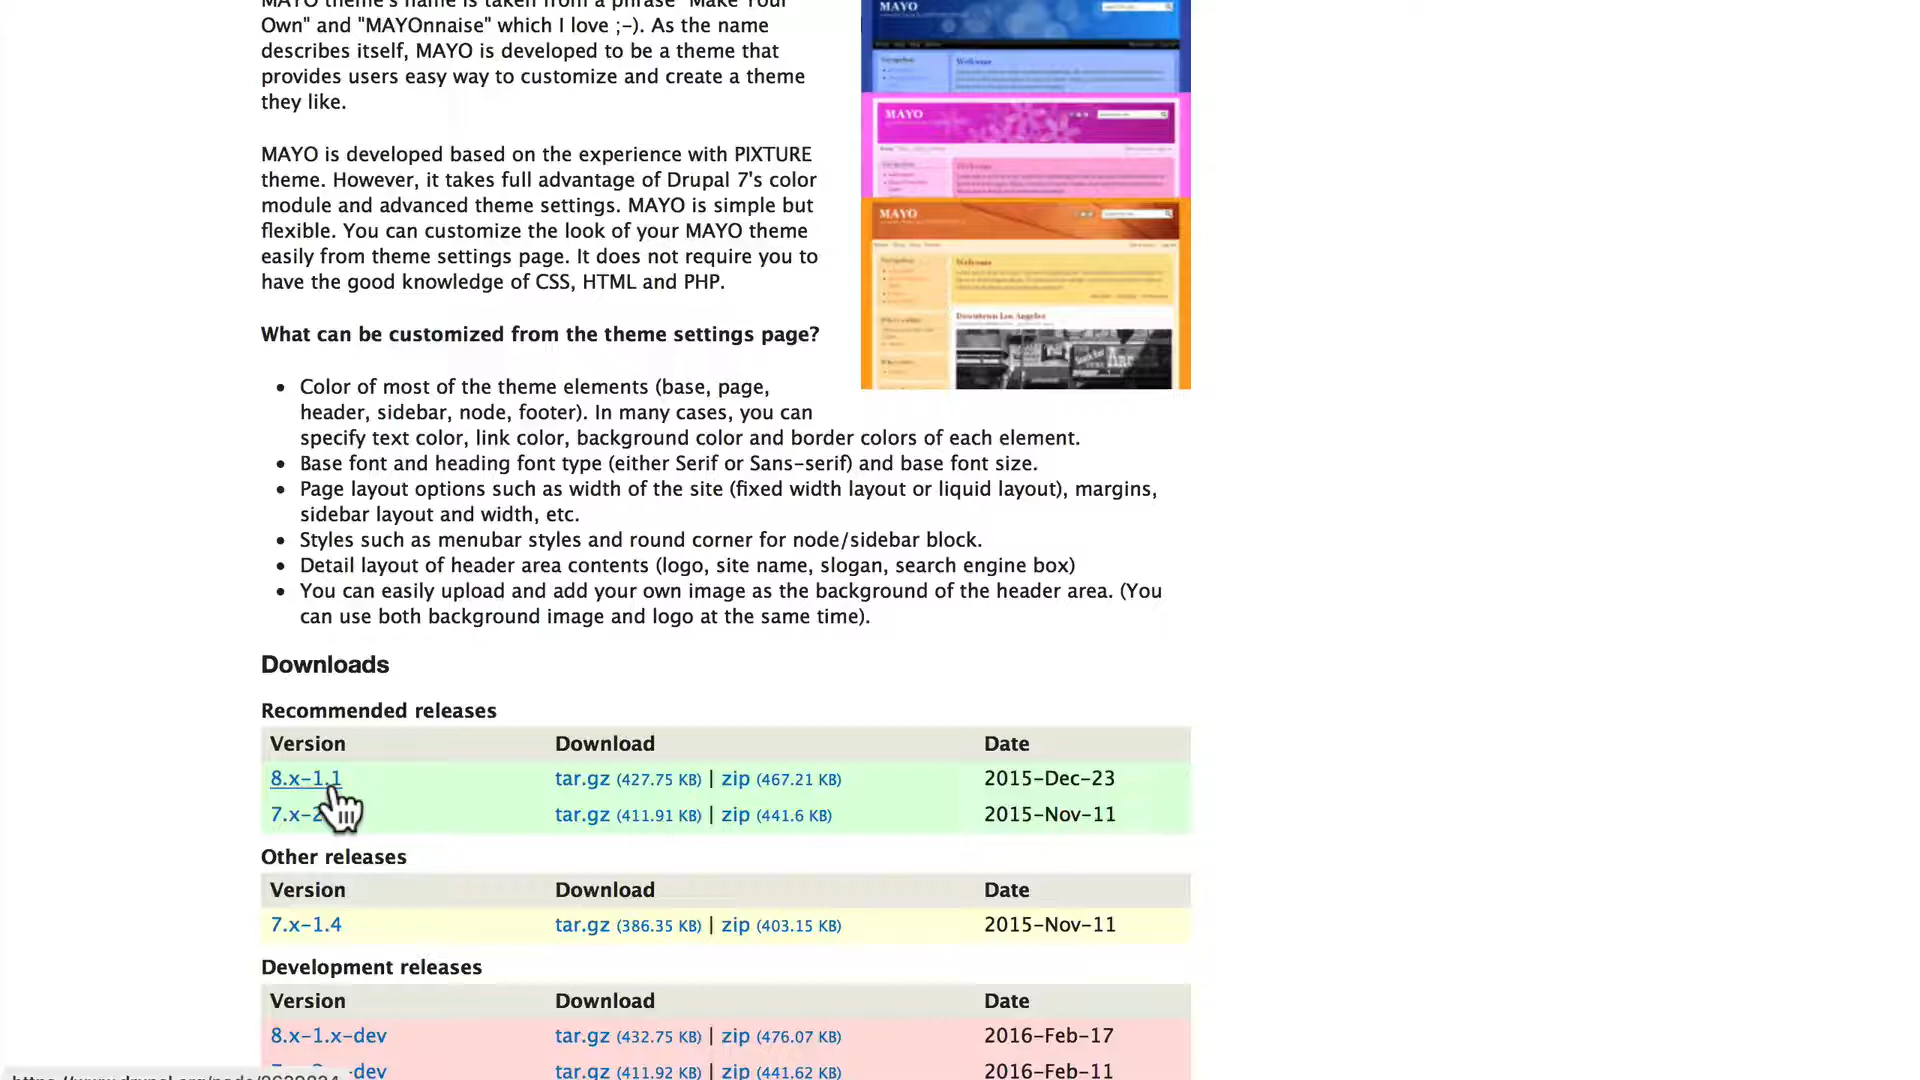 MAYO theme's name is taken from a phrase "Make Your
Own" and "MAYOnnaise" which I love ;-). As the name
describes itself, MAYO is developed to be a theme that
provides users easy way to customize and create a theme
they like.
MAYO is developed based on the experience with PIXTURE
theme. However, it takes full advantage of Drupal 7's color
module and advanced theme settings. MAYO is simple but
flexible. You can customize the look of your MAYO theme
easily from theme settings page. It does not require you to
have the good knowledge of CSS, HTML and PHP.
MAYO
Welcome
MAYO
Welcome
MAYO
Welcome
Downtown Los Angeles
What can be customized from the theme settings page?
• Color of most of the theme elements (base, page,
header, sidebar, node, footer). In many cases, you can
specify text color, link color, background color and border colors of each element.
• Base font and heading font type (either Serif or Sans-serif) and base font size.
• Page layout options such as width of the site (fixed width layout or liquid layout), margins,
sidebar layout and width, etc.
• Styles such as menubar styles and round corner for node/sidebar block.
• Detail layout of header area contents (logo, site name, slogan, search engine box)
• You can easily upload and add your own image as the background of the header area. (You
can use both background image and logo at the same time).
Downloads
Recommended releases
Version Download Date
8.x-1.1 tar.gz (427.75 KB) | zip (467.21 KB) 2015-Dec-23
7.x-2 tar.gz (411.91 KB) | zip (441.6 KB) 2015-Nov-11
Other releases
Version Download Date
7.x-1.4 tar.gz (386.35 KB) | zip (403.15 KB) 2015-Nov-11
Development releases
Version Download Date
8.x-1.x-dev tar.gz (432.75 KB) | zip (476.07 KB) 2016-Feb-17
-dev tar.gz (411.92 KB) | zip (441.62 KB) 2016-Feb-11